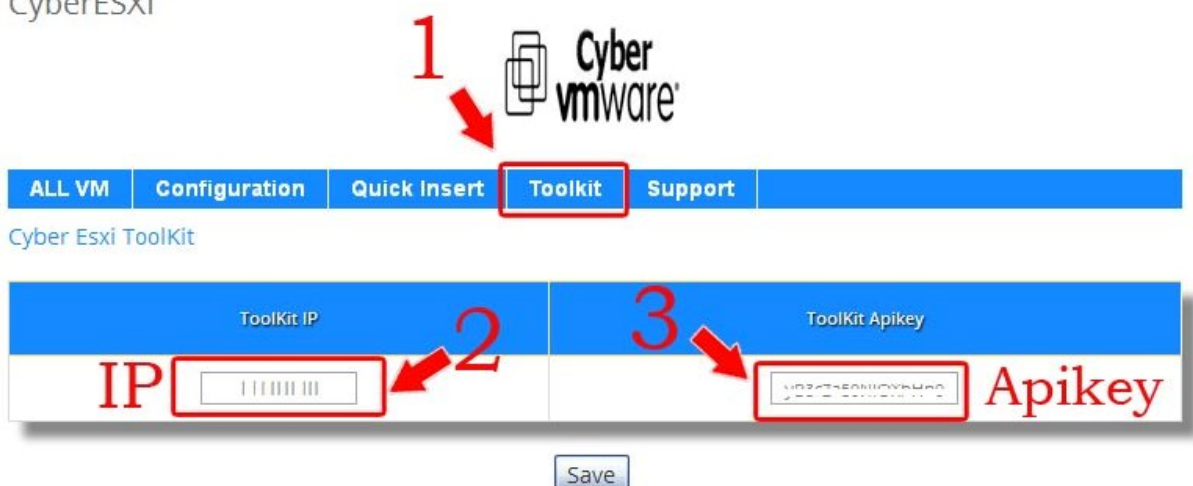 CyberESXi
1
Cyber
vmware
ALL VM Configuration Quick Insert Toolkit Support
Cyber Esxi ToolKit
ToolKit IP ToolKit Apikey
2 3
IP Apikey
Save